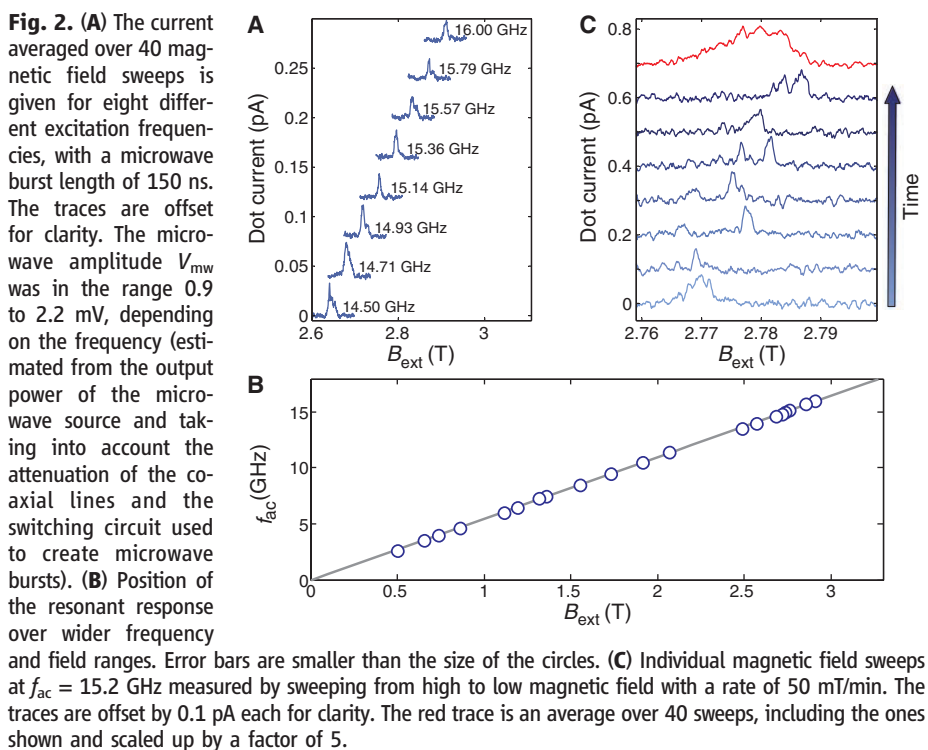 Fig. 2. (A) The current
averaged over 40 mag-
netic field sweeps is
given for eight differ-
ent excitation frequen-
cies, with a microwave
burst length of 150 ns.
The traces are offset
for clarity. The micro-
wave amplitude Vmw
was in the range 0.9
to 2.2 mV, depending
on the frequency (esti-
mated from the output
power of the micro-
wave source and tak-
ing into account the
attenuation of the co-
axial lines and the
switching circuit used
to create microwave
bursts). (B) Position of
the resonant response
over wider frequency
and field ranges. Error bars are smaller than the size of the circles. (C) Individual magnetic field sweeps
at fac = 15.2 GHz measured by sweeping from high to low magnetic field with a rate of 50 mT/min. The
traces are offset by 0.1 pA each for clarity. The red trace is an average over 40 sweeps, including the ones
shown and scaled up by a factor of 5.
A
Dot current (pA)
0.25
0.2
0.15
0.1
0.05
0
16.00 GHz
15.79 GHz
15.57 GHz
15.36 GHz
15.14 GHz
14.93 GHz
14.71 GHz
14.50 GHz
2.6 2.8 3
Bext (T)
C
Dot current (pA)
0.8
0.6
0.4
0.2
0
2.76 2.77 2.78 2.79
Bext (T)
Time
B
fac (GHz)
15
10
5
0
0 0.5 1 1.5 2 2.5 3
Bext (T)